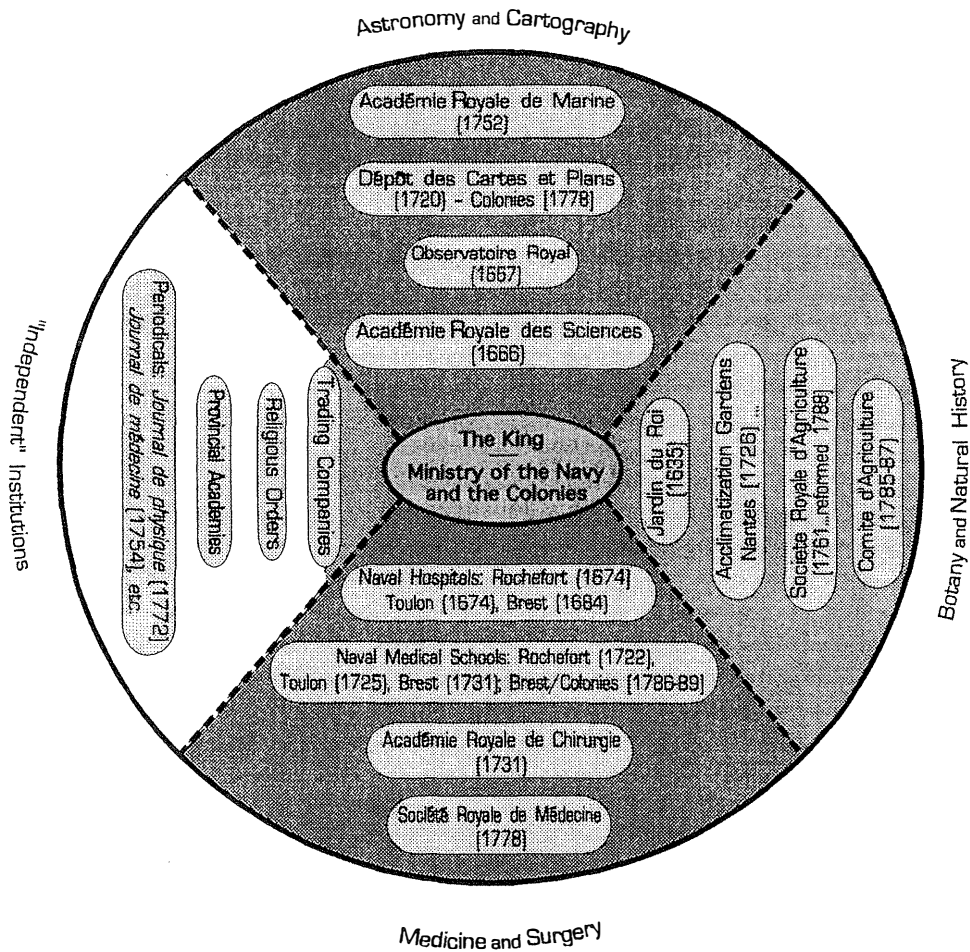 Astronomy and Cartography
Académie Royale de Marine
(1752)
Dépôt des Cartes et Plans
(1720) - Colonies (1778)
Observatoire Royal
(1667)
Académie Royale des Sciences
(1666)
The King
Ministry of the Navy
and the Colonies
Jardin du Roi
(1635)
Acclimatization Gardens
Nantes (1726)...
Societé Royale d'Agriculture
(1761...reformed 1788)
Comité d'Agriculture
(1785-87)
Botany and Natural History
Naval Hospitals: Rochefort (1674)
Toulon (1674), Brest (1684)
Naval Medical Schools: Rochefort (1722),
Toulon (1725), Brest (1731); Brest/Colonies (1786-89)
Académie Royale de Chirurgie
(1731)
Société Royale de Médecine
(1778)
Medicine and Surgery
Trading Companies
Religious Orders
Provincial Academies
Periodicals: Journal de physique (1772)
Journal de médecine (1754), etc.
"Independent" Institutions